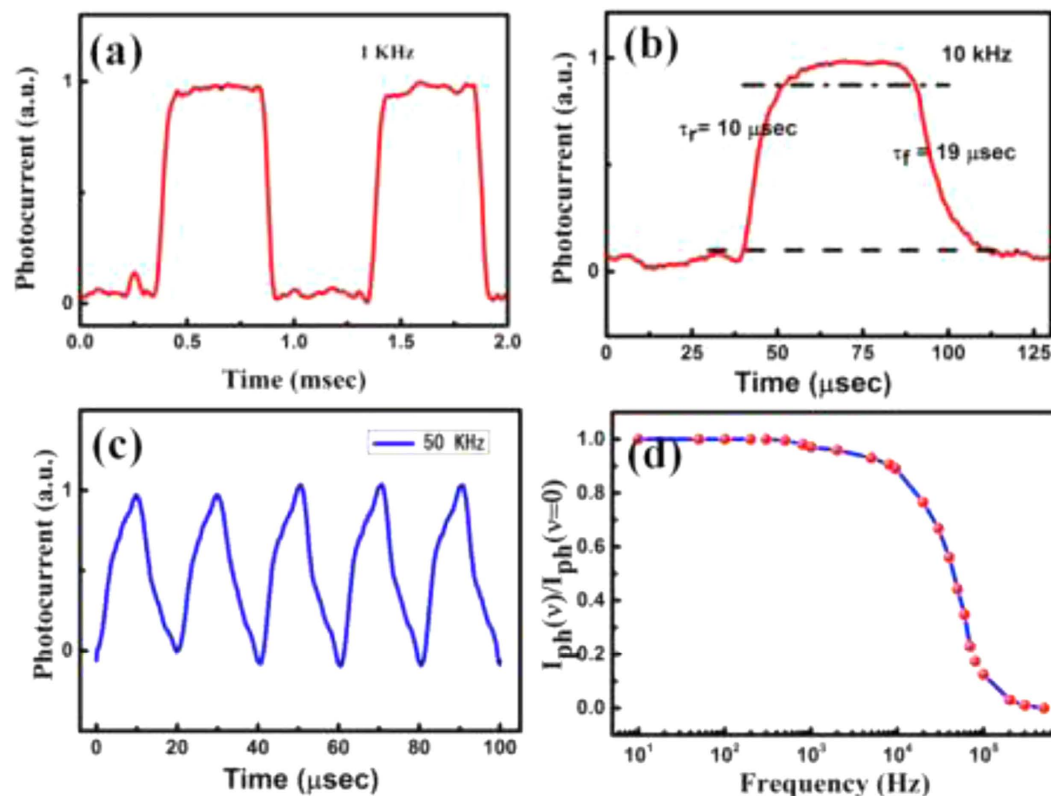 (a)
1 KHz
Photocurrent (a.u.)
1
0
0.0 0.5 1.0 1.5 2.0
Time (msec)
(b)
10 kHz
τr= 10 μsec
τf = 19 μsec
Photocurrent (a.u.)
1
0
0 25 50 75 100 125
Time (μsec)
(c)
50 KHz
Photocurrent (a.u.)
1
0
0 20 40 60 80 100
Time (μsec)
(d)
Iph(ν)/Iph(ν=0)
1.0
0.8
0.6
0.4
0.2
0.0
10¹ 10² 10³ 10⁴ 10⁵
Frequency (Hz)